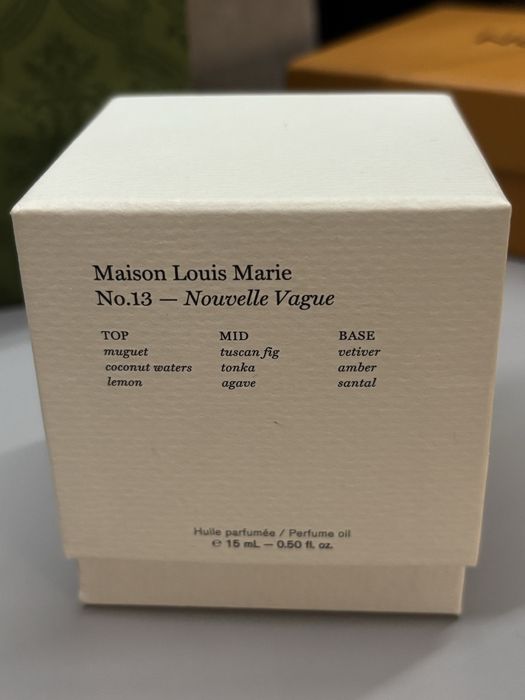 Maison Louis Marie
No.13 — Nouvelle Vague
TOP MID BASE
muguet tuscan fig vetiver
coconut waters tonka amber
lemon agave santal
Huile parfumée / Perfume oil
℮ 15 mL — 0.50 fl. oz.